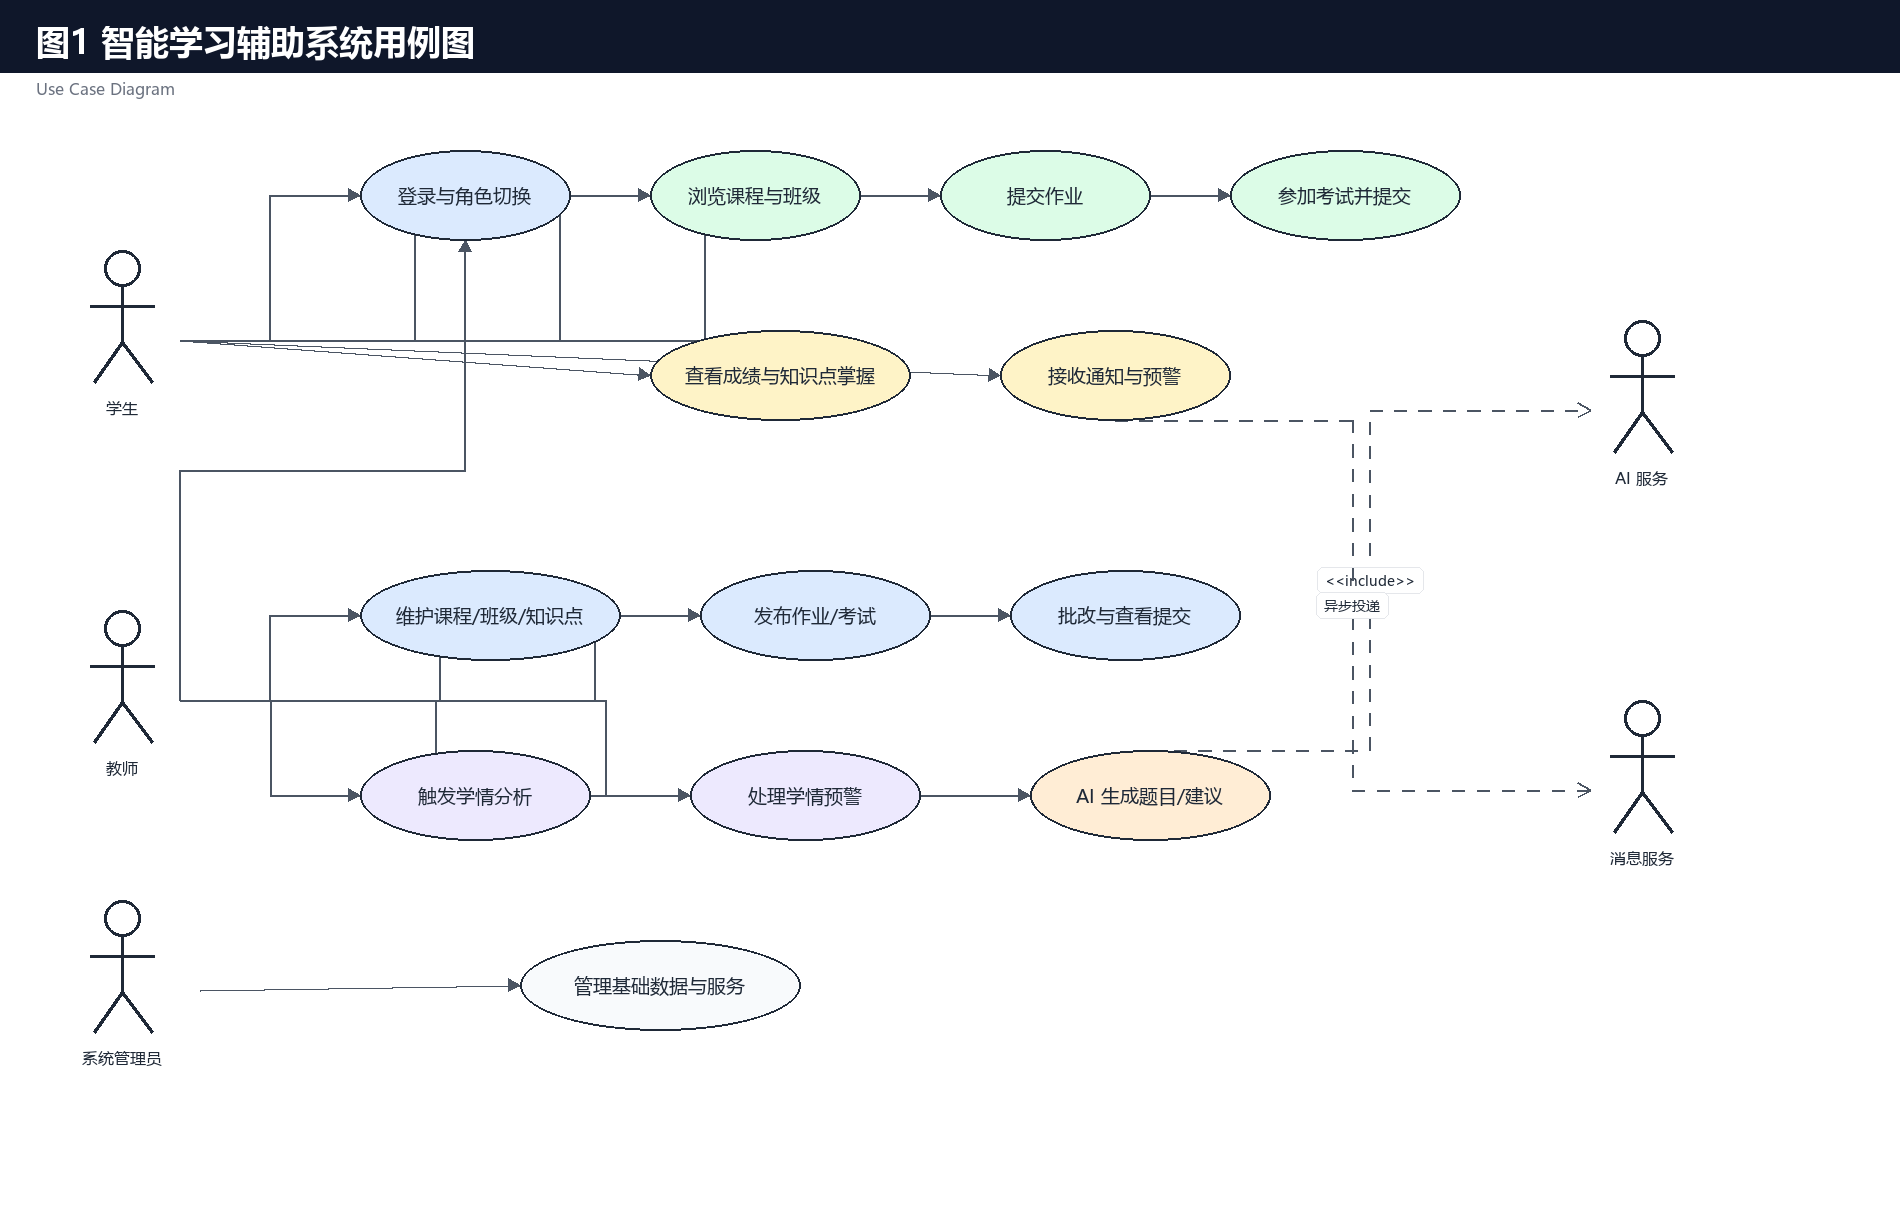 图1 智能学习辅助系统用例图
Use Case Diagram
登录与角色切换
浏览课程与班级
提交作业
参加考试并提交
学生
查看成绩与知识点掌握
接收通知与预警
AI 服务
<<include>>
异步投递
维护课程/班级/知识点
发布作业/考试
批改与查看提交
教师
触发学情分析
处理学情预警
AI 生成题目/建议
消息服务
管理基础数据与服务
系统管理员